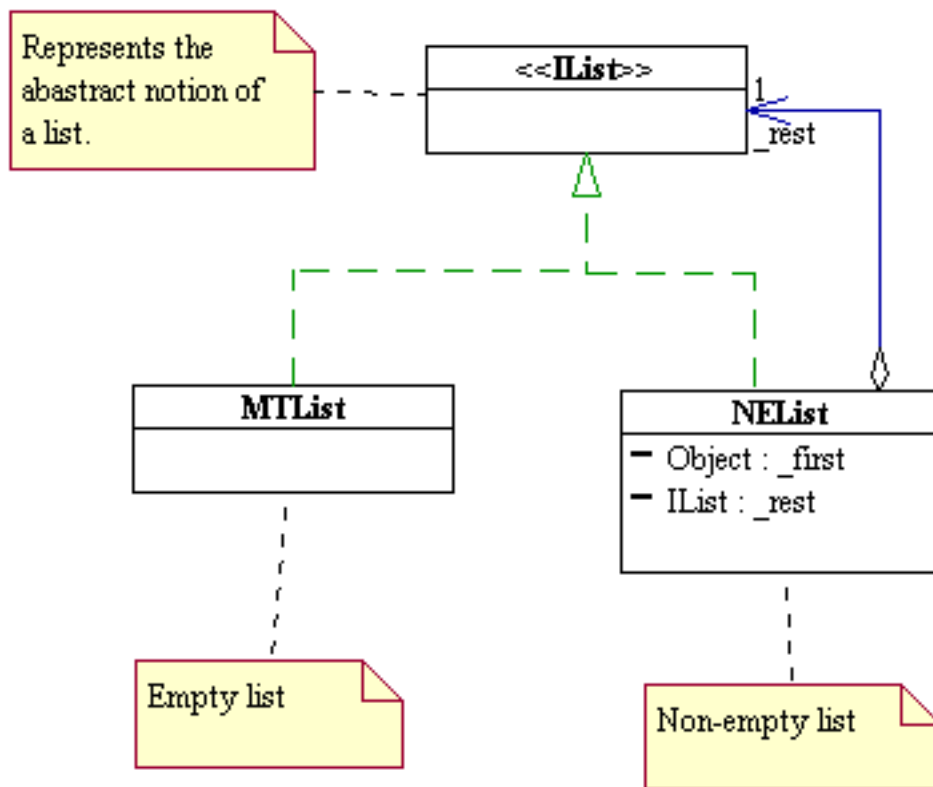 Represents the
abastract notion of
a list.
<<IList>>
1
_rest
MTList
NEList
- Object : _first
- IList : _rest
Empty list
Non-empty list